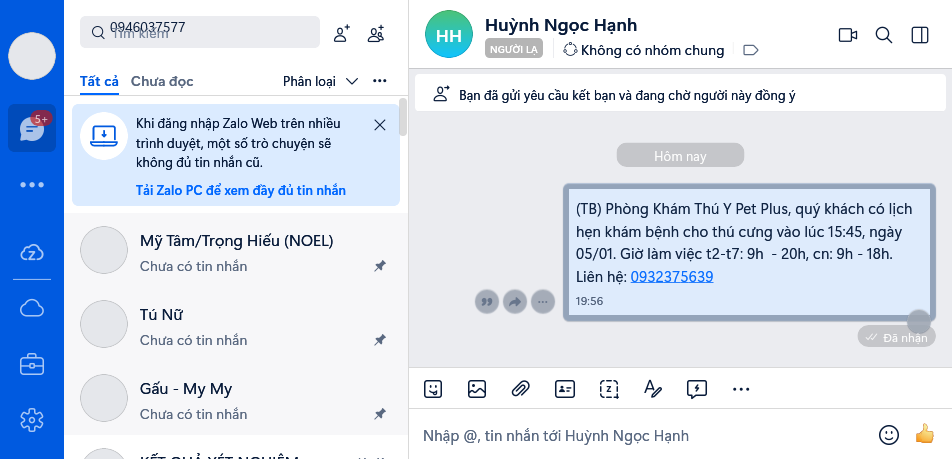 0946037577
Tìm kiếm
5+
Tất cả Chưa đọc Phân loại
Khi đăng nhập Zalo Web trên nhiều
trình duyệt, một số trò chuyện sẽ
không đủ tin nhắn cũ.
Tải Zalo PC để xem đầy đủ tin nhắn
Mỹ Tâm/Trọng Hiếu (NOEL)
Chưa có tin nhắn
Tú Nữ
Chưa có tin nhắn
Gấu - My My
Chưa có tin nhắn
KẾT QUẢ XÉT NGHIỆM
HH
Huỳnh Ngọc Hạnh
NGƯỜI LẠ Không có nhóm chung
Bạn đã gửi yêu cầu kết bạn và đang chờ người này đồng ý
Hôm nay
(TB) Phòng Khám Thú Y Pet Plus, quý khách có lịch
hẹn khám bệnh cho thú cưng vào lúc 15:45, ngày
05/01. Giờ làm việc t2-t7: 9h - 20h, cn: 9h - 18h.
Liên hệ: 0932375639
19:56
Đã nhận
Nhập @, tin nhắn tới Huỳnh Ngọc Hạnh